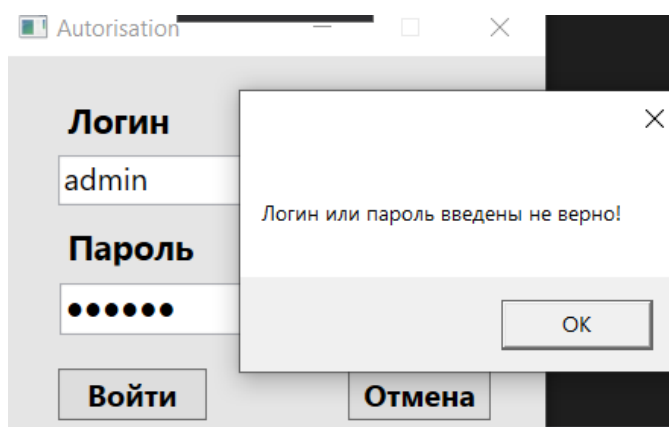 Autorisation
Логин
admin
Логин или пароль введены не верно!
Пароль
OK
Войти
Отмена